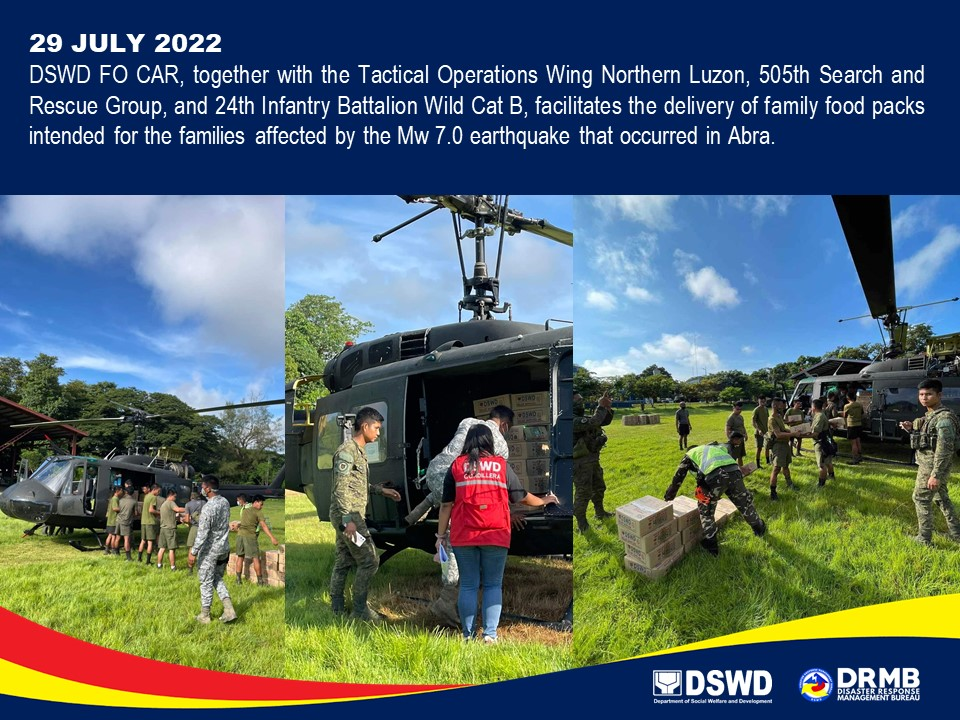 29 JULY 2022
DSWD FO CAR, together with the Tactical Operations Wing Northern Luzon, 505th Search and
Rescue Group, and 24th Infantry Battalion Wild Cat B, facilitates the delivery of family food packs
intended for the families affected by the Mw 7.0 earthquake that occurred in Abra.
DSWD
CORDILLERA
DSWD
Department of Social Welfare and Development
DRMB
DISASTER RESPONSE
MANAGEMENT BUREAU